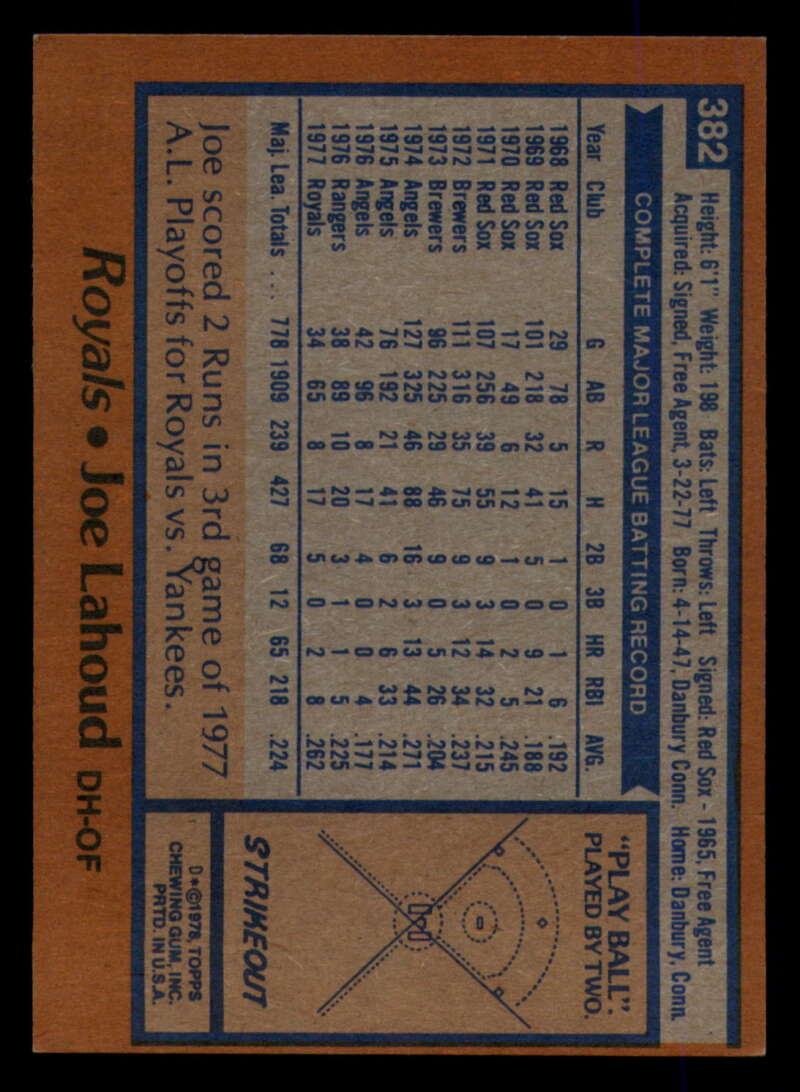 382
Height: 6'1" Weight: 198 Bats: Left Throws: Left Signed: Red Sox - 1965, Free Agent
Acquired: Signed, Free Agent, 3-22-77 Born: 4-14-47, Danbury Conn. Home: Danbury, Conn.
COMPLETE MAJOR LEAGUE BATTING RECORD
Year Club G AB R H 2B 3B HR RBI AVG.
1968 Red Sox 29 78 5 15 1 0 1 6 .192
1969 Red Sox 101 218 32 41 5 0 9 21 .188
1970 Red Sox 17 49 6 12 1 0 2 5 .245
1971 Red Sox 107 256 39 55 9 3 14 32 .215
1972 Brewers 111 316 35 75 9 3 12 34 .237
1973 Brewers 96 225 29 46 9 0 5 26 .204
1974 Angels 127 325 46 88 16 3 13 44 .271
1975 Angels 76 192 21 41 6 2 6 33 .214
1976 Angels 42 96 8 17 4 0 0 4 .177
1976 Rangers 38 89 10 20 3 1 1 5 .225
1977 Royals 34 65 8 17 5 0 2 8 .262
Maj. Lea. Totals ... 778 1909 239 427 68 12 65 218 .224
Joe scored 2 Runs in 3rd game of 1977
A.L. Playoffs for Royals vs. Yankees.
"PLAY BALL".
PLAYED BY TWO.
STRIKEOUT
D*©1978, TOPPS
CHEWING GUM, INC.
PRTD. IN U.S.A.
Royals • Joe Lahoud DH-OF